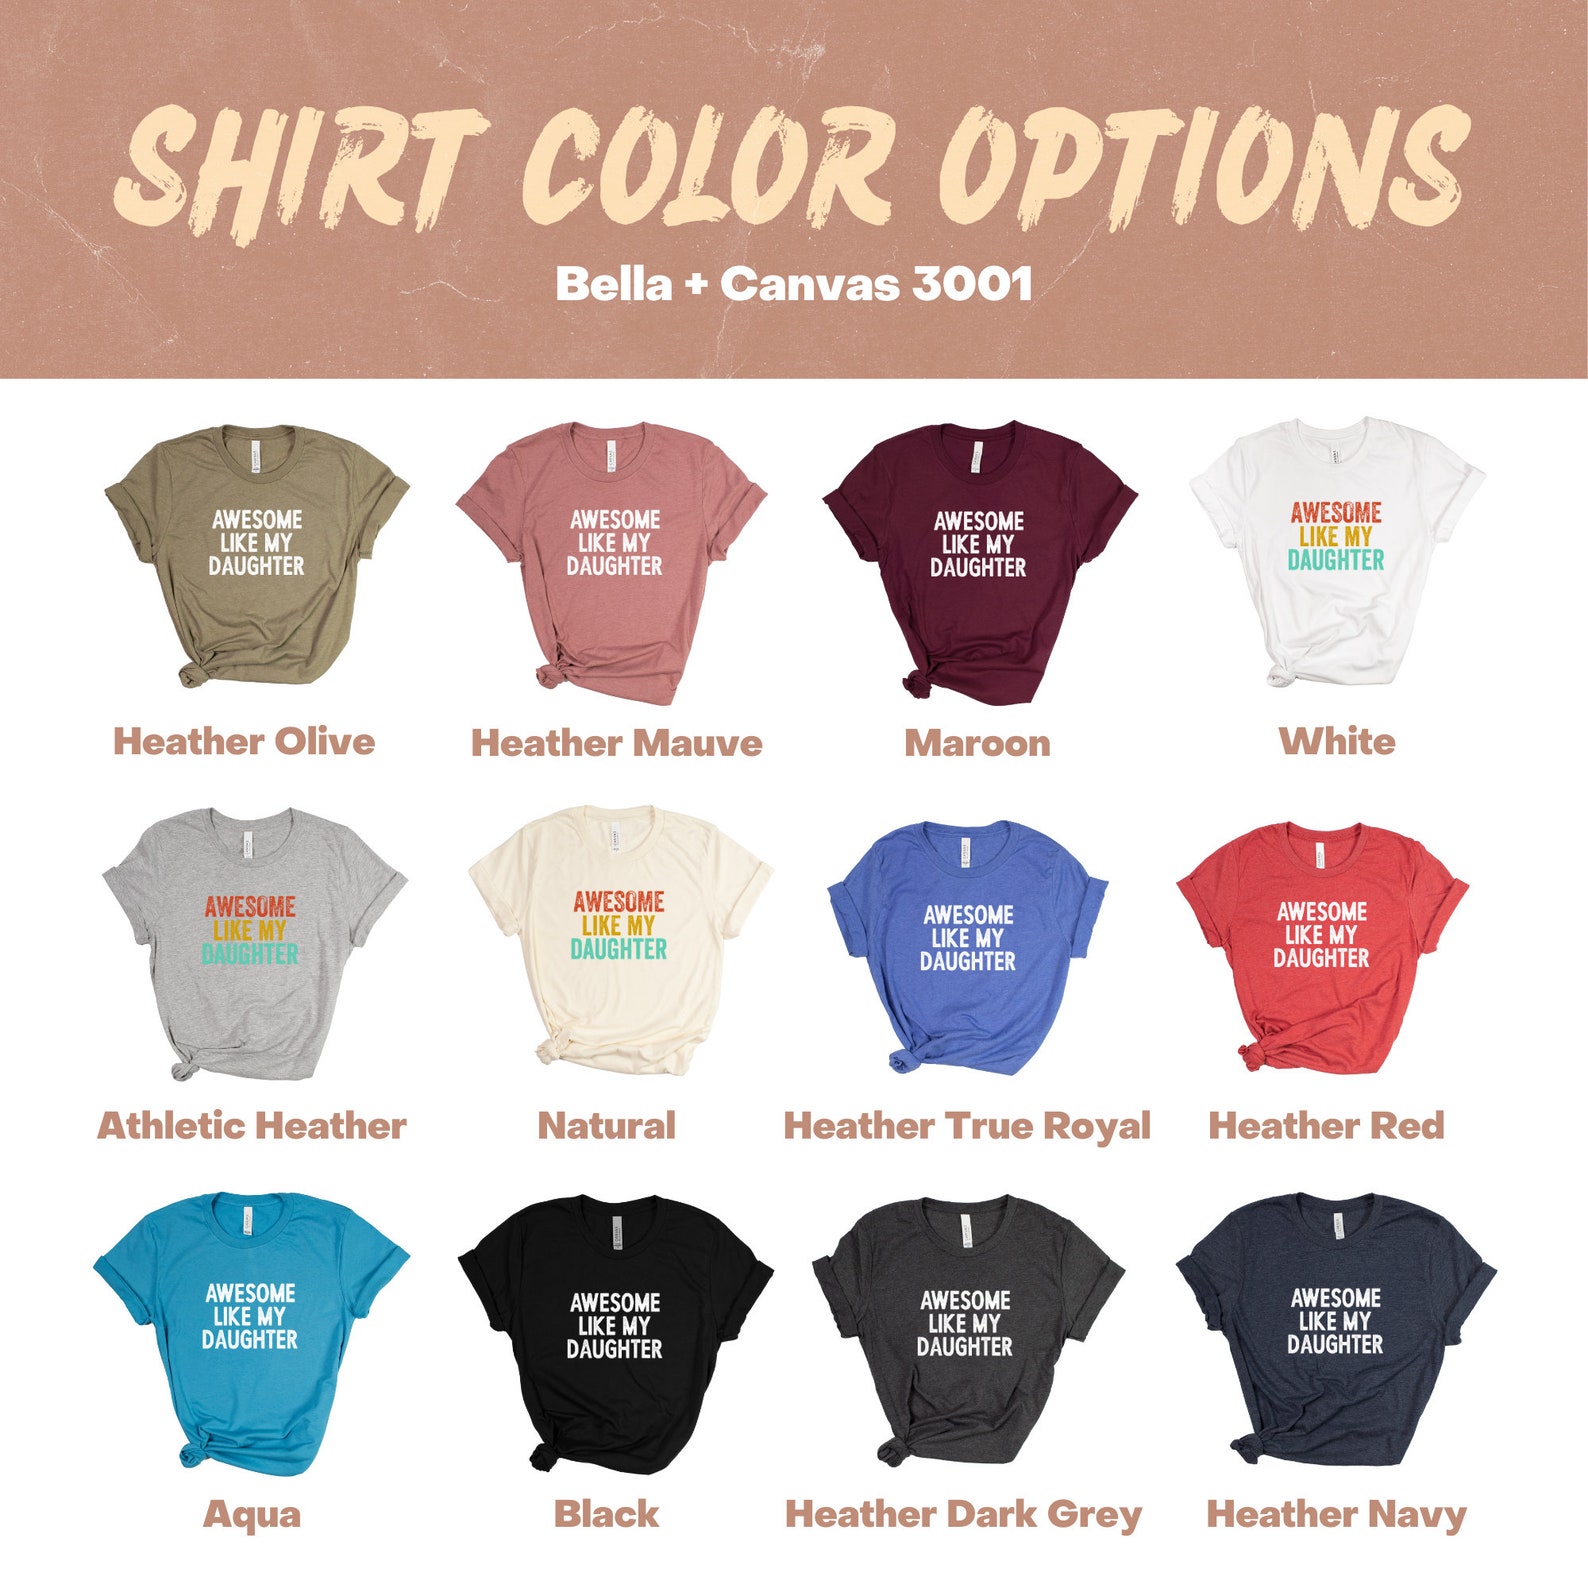 SHIRT COLOR OPTIONS
Bella + Canvas 3001
AWESOME
LIKE MY
DAUGHTER
Heather Olive
AWESOME
LIKE MY
DAUGHTER
Heather Mauve
AWESOME
LIKE MY
DAUGHTER
Maroon
AWESOME
LIKE MY
DAUGHTER
White
AWESOME
LIKE MY
DAUGHTER
Athletic Heather
AWESOME
LIKE MY
DAUGHTER
Natural
AWESOME
LIKE MY
DAUGHTER
Heather True Royal
AWESOME
LIKE MY
DAUGHTER
Heather Red
AWESOME
LIKE MY
DAUGHTER
Aqua
AWESOME
LIKE MY
DAUGHTER
Black
AWESOME
LIKE MY
DAUGHTER
Heather Dark Grey
AWESOME
LIKE MY
DAUGHTER
Heather Navy